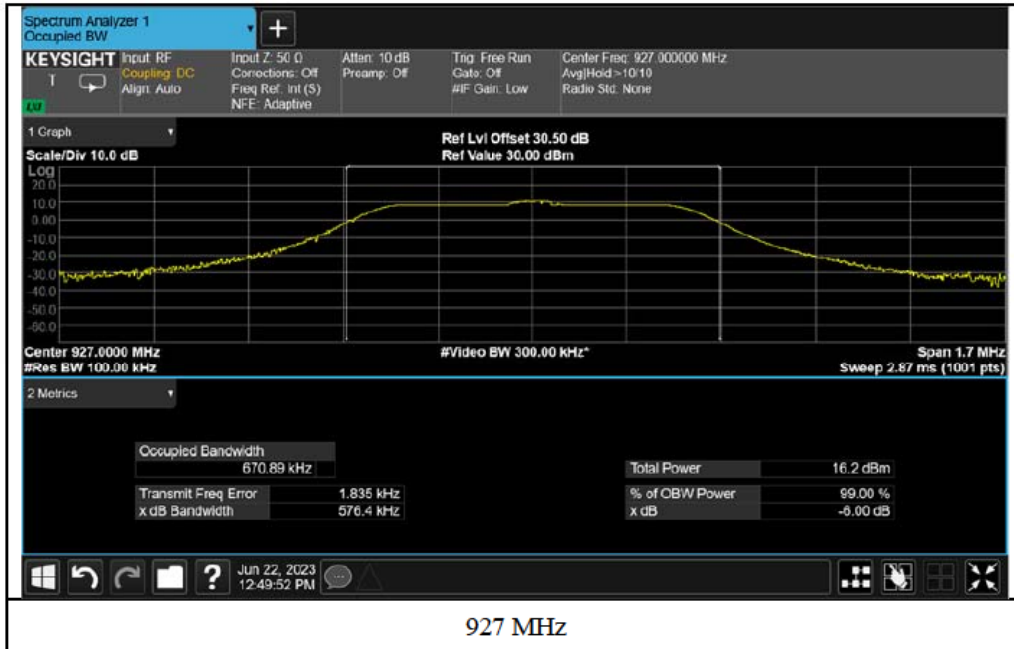 Spectrum Analyzer 1
Occupied BW
KEYSIGHT
Input: RF
Coupling: DC
Align: Auto
Input Z: 50 Ω
Corrections: Off
Freq Ref: Int (S)
NFE: Adaptive
Atten: 10 dB
Preamp: Off
Trig: Free Run
Gate: Off
#IF Gain: Low
Center Freq: 927.000000 MHz
Avg|Hold:>10/10
Radio Std: None
1 Graph
Scale/Div 10.0 dB
Ref Lvl Offset 30.50 dB
Ref Value 30.00 dBm
Log
20.0
10.0
0.00
-10.0
-20.0
-30.0
-40.0
-50.0
-60.0
Center 927.0000 MHz
#Video BW 300.00 kHz*
Span 1.7 MHz
#Res BW 100.00 kHz
Sweep 2.87 ms (1001 pts)
2 Metrics
Occupied Bandwidth
670.89 kHz
Total Power 16.2 dBm
Transmit Freq Error 1.835 kHz
% of OBW Power 99.00 %
x dB Bandwidth 576.4 kHz
x dB -6.00 dB
?
Jun 22, 2023
12:49:52 PM
927 MHz